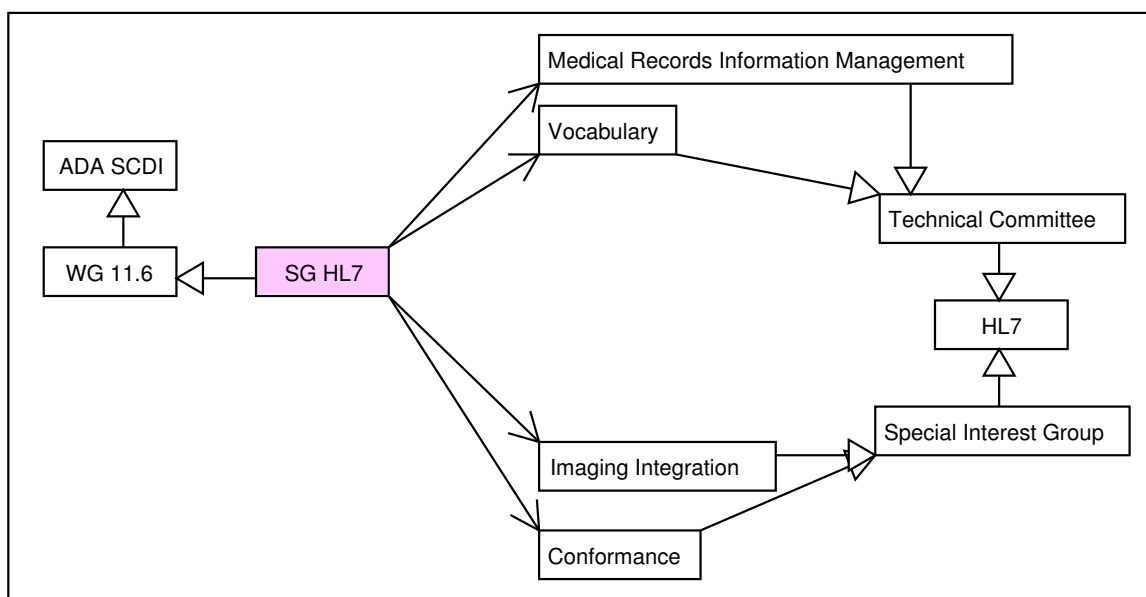 Medical Records Information Management
Vocabulary
ADA SCDI
Technical Committee
WG 11.6
SG HL7
HL7
Special Interest Group
Imaging Integration
Conformance